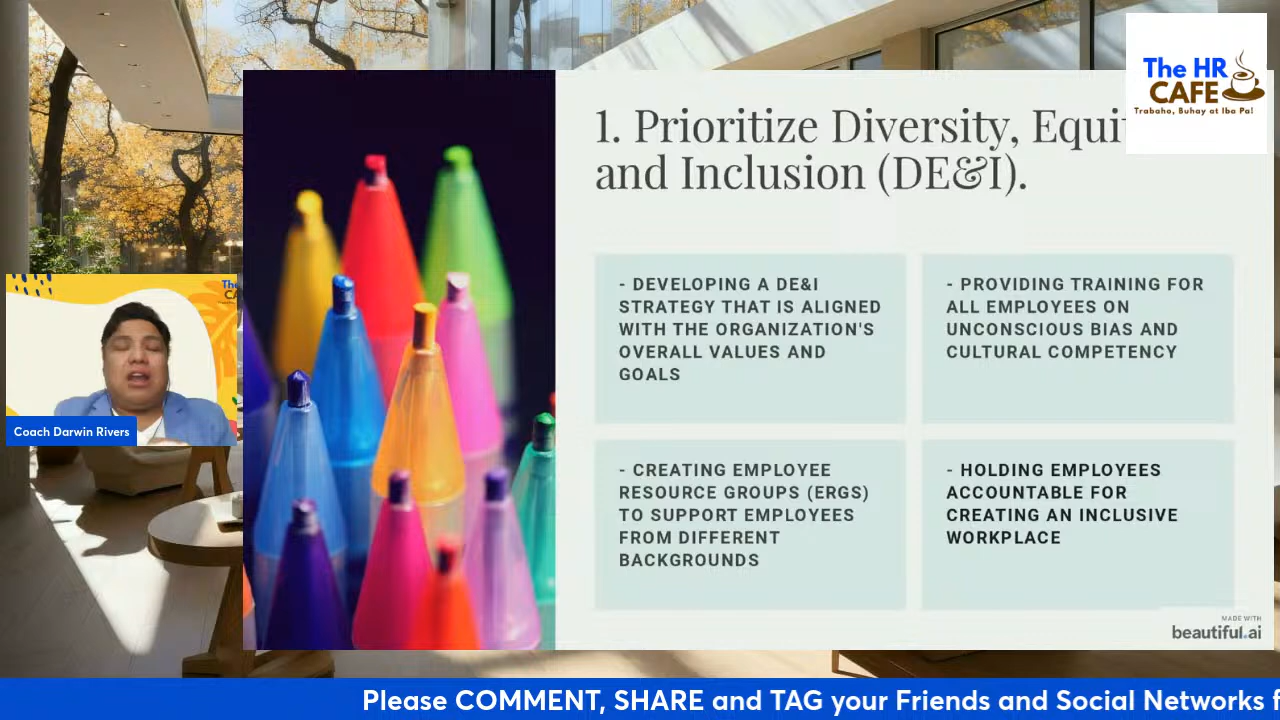 The HR
CAFE
Trabaho, Buhay at Iba Pa!
1. Prioritize Diversity, Equi
and Inclusion (DE&I).
- DEVELOPING A DE&I
STRATEGY THAT IS ALIGNED
WITH THE ORGANIZATION'S
OVERALL VALUES AND
GOALS
- PROVIDING TRAINING FOR
ALL EMPLOYEES ON
UNCONSCIOUS BIAS AND
CULTURAL COMPETENCY
- CREATING EMPLOYEE
RESOURCE GROUPS (ERGS)
TO SUPPORT EMPLOYEES
FROM DIFFERENT
BACKGROUNDS
- HOLDING EMPLOYEES
ACCOUNTABLE FOR
CREATING AN INCLUSIVE
WORKPLACE
MADE WITH
beautiful.ai
The
CA
Coach Darwin Rivers
Please COMMENT, SHARE and TAG your Friends and Social Networks f